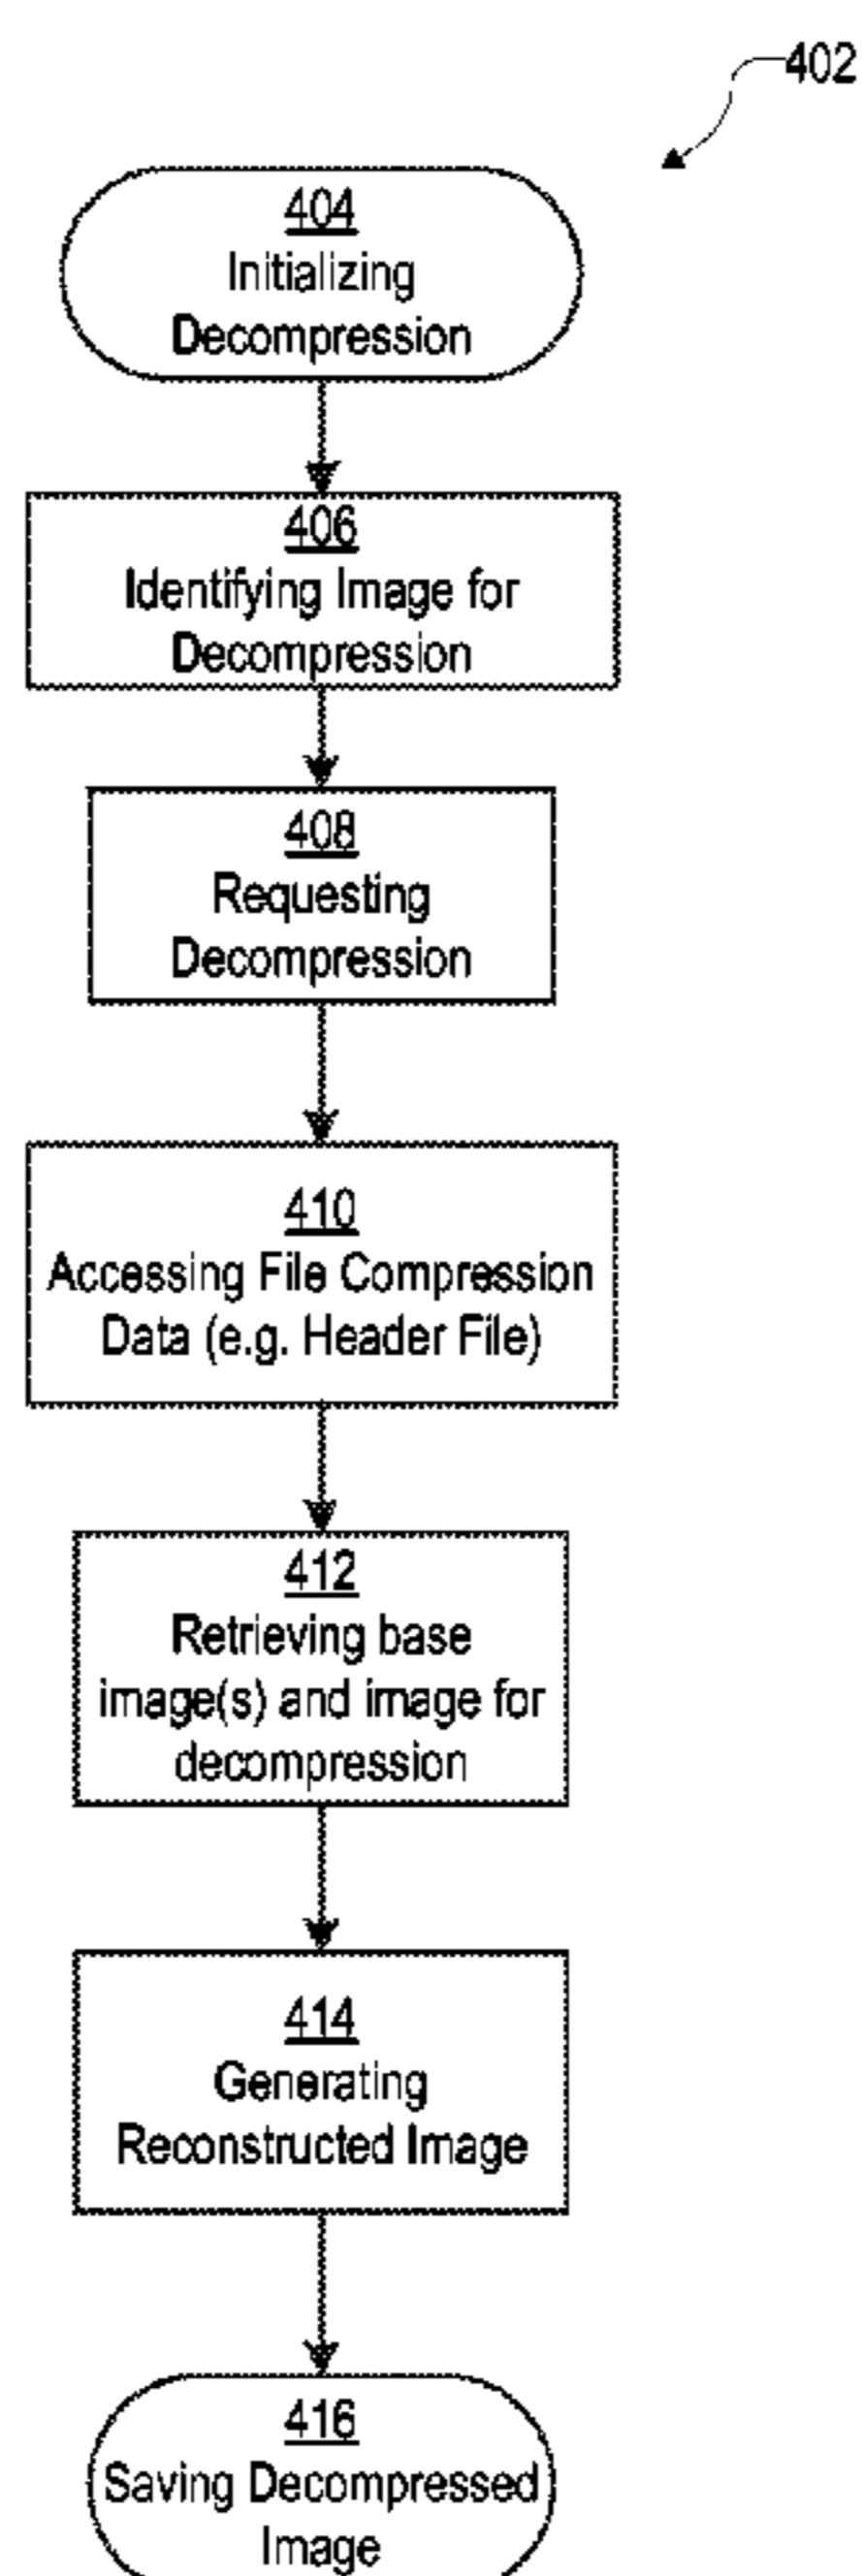 402
404
Initializing
Decompression
406
Identifying Image for
Decompression
408
Requesting
Decompression
410
Accessing File Compression
Data (e.g. Header File)
412
Retrieving base
image(s) and image for
decompression
414
Generating
Reconstructed Image
416
Saving Decompressed
Image